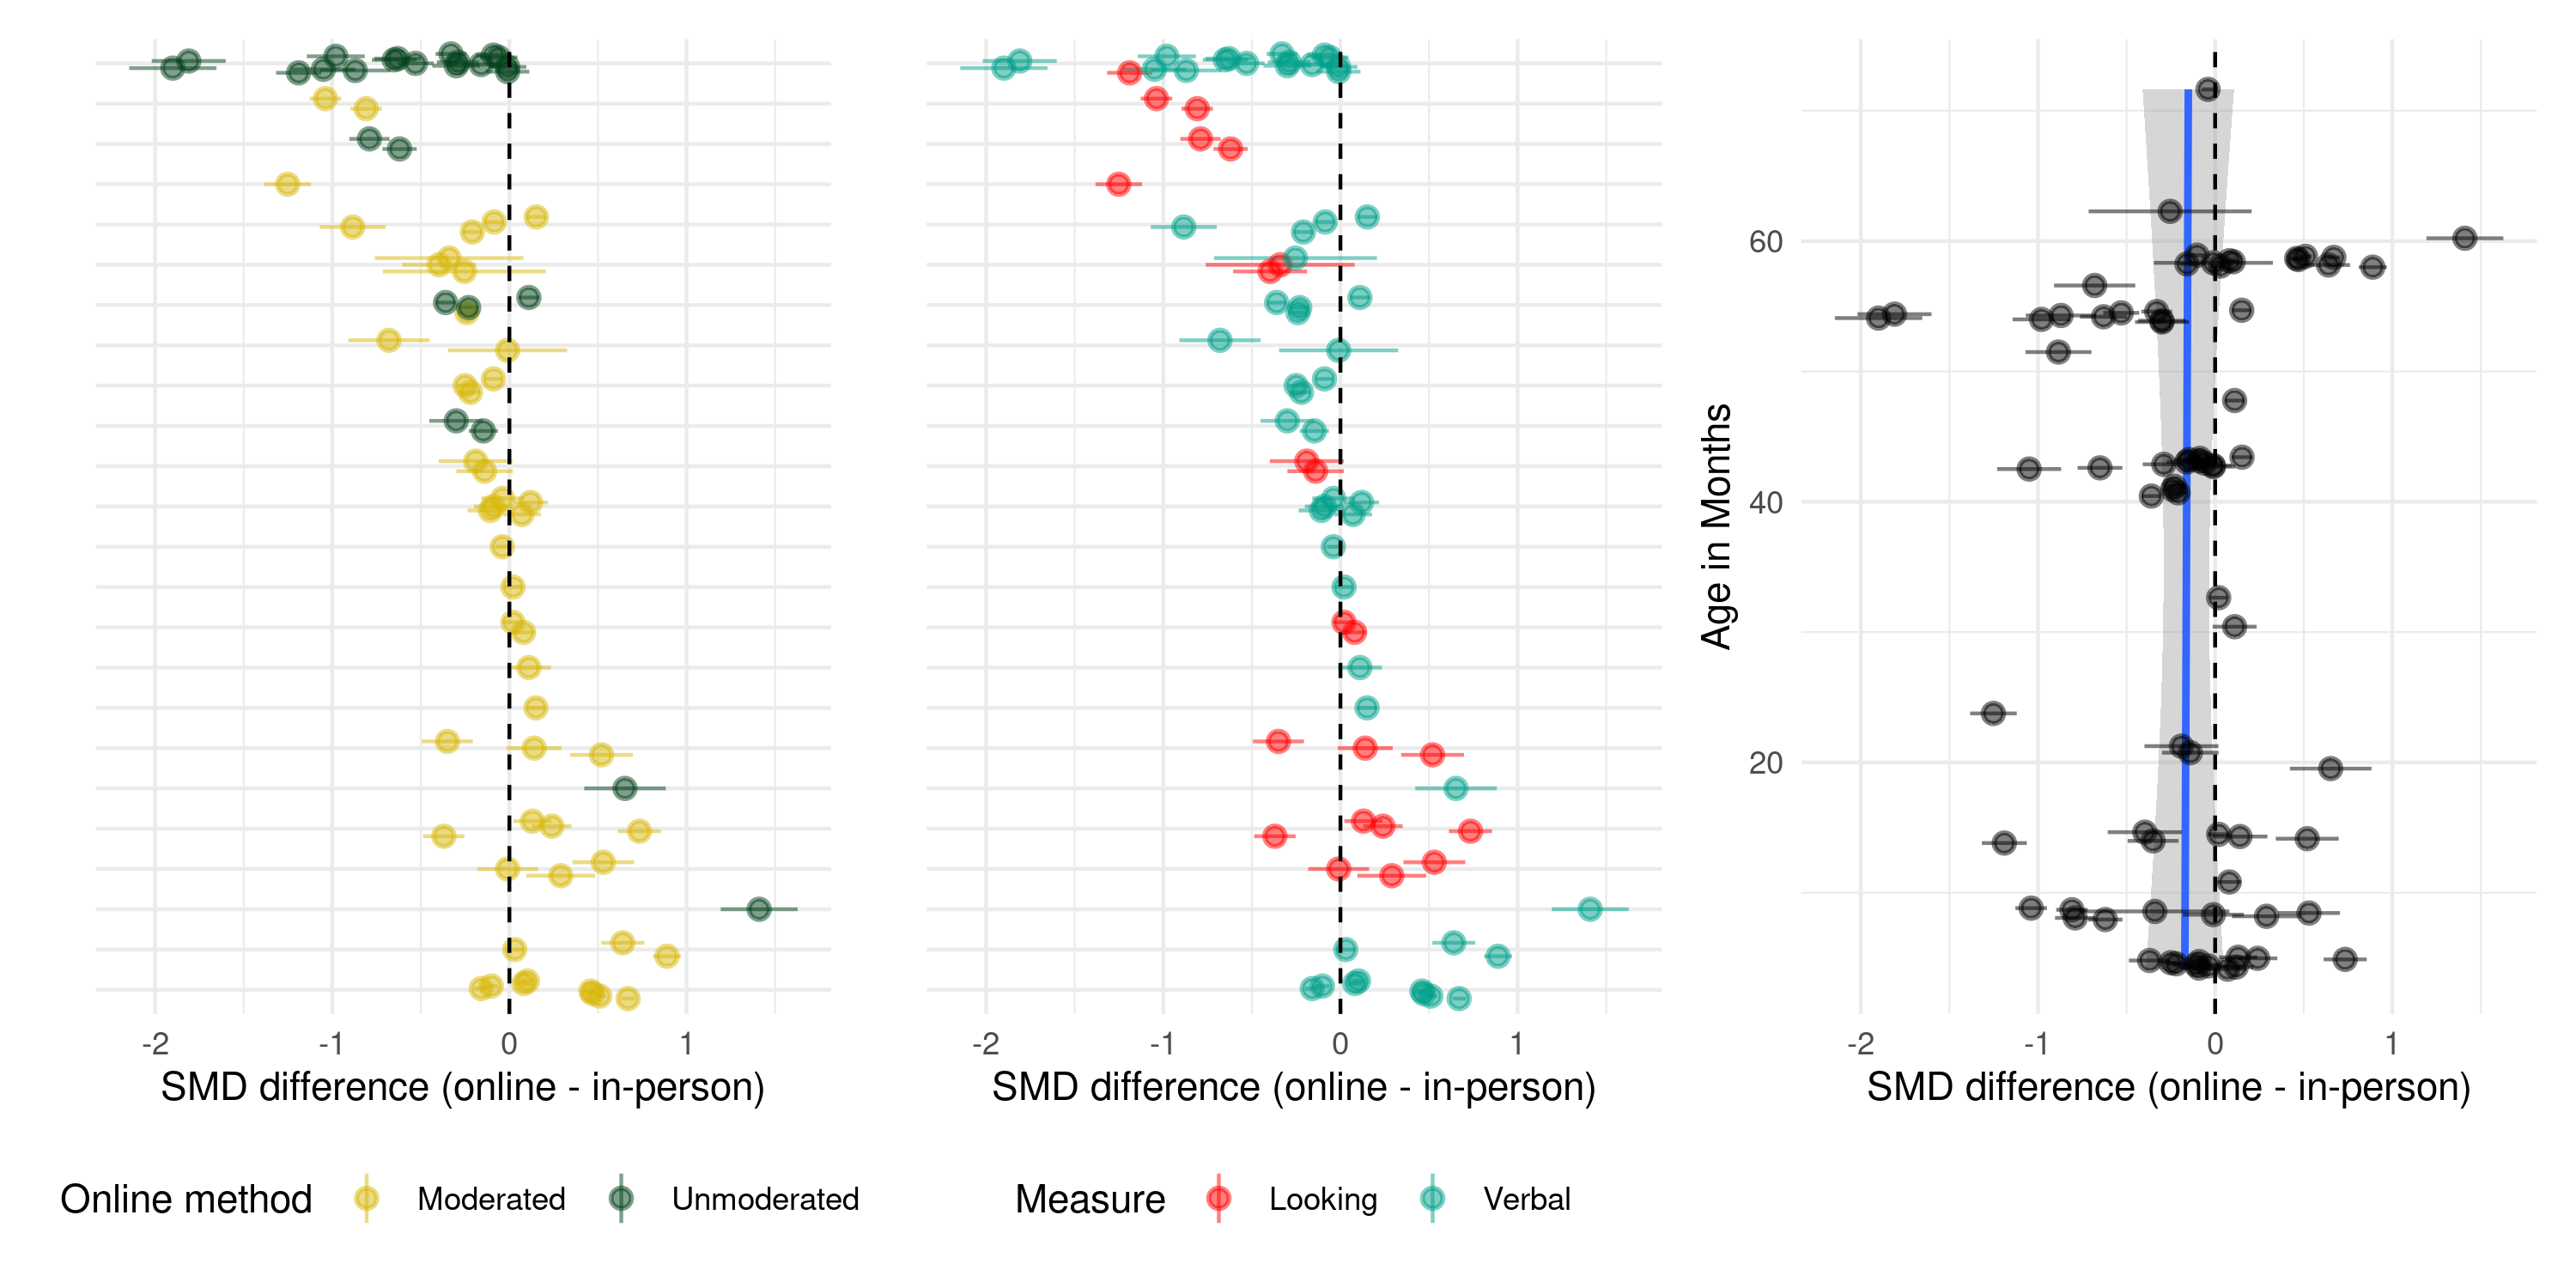 Age in Months
60
40
20
-2 -1 0 1
-2 -1 0 1
-2 -1 0 1
SMD difference (online - in-person)
SMD difference (online - in-person)
SMD difference (online - in-person)
Online method Moderated Unmoderated
Measure Looking Verbal